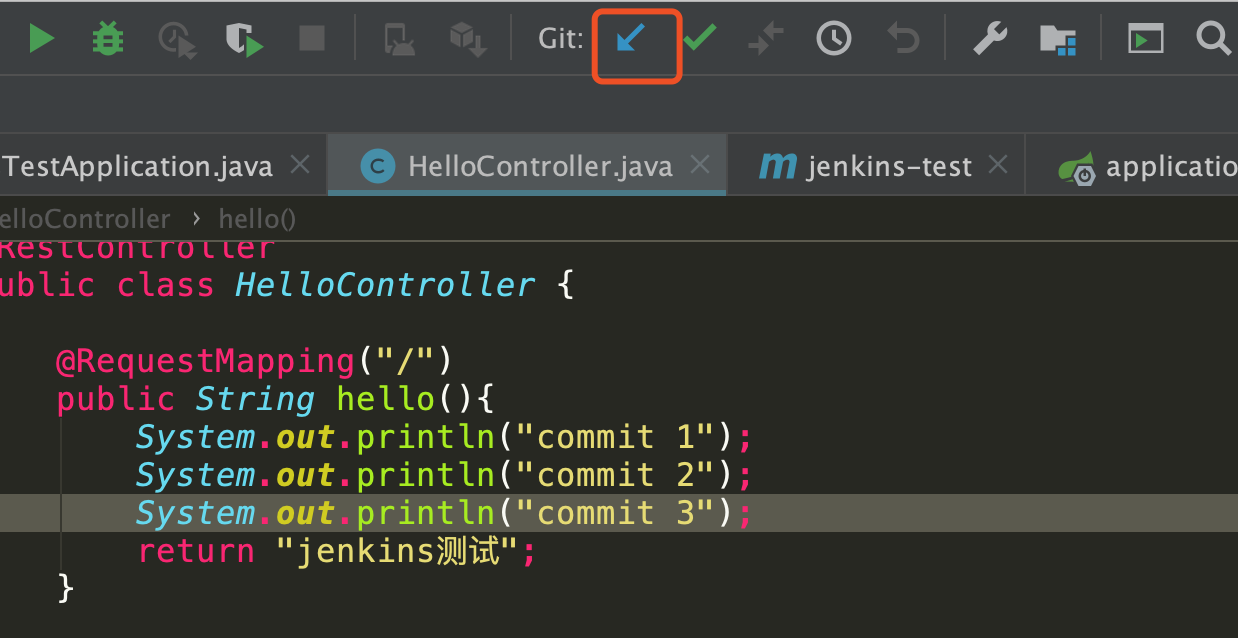 Git:
TestApplication.java HelloController.java jenkins-test applicatio
elloController › hello()
RestController
ublic class HelloController {
@RequestMapping("/")
public String hello(){
System.out.println("commit 1");
System.out.println("commit 2");
System.out.println("commit 3");
return "jenkins测试";
}